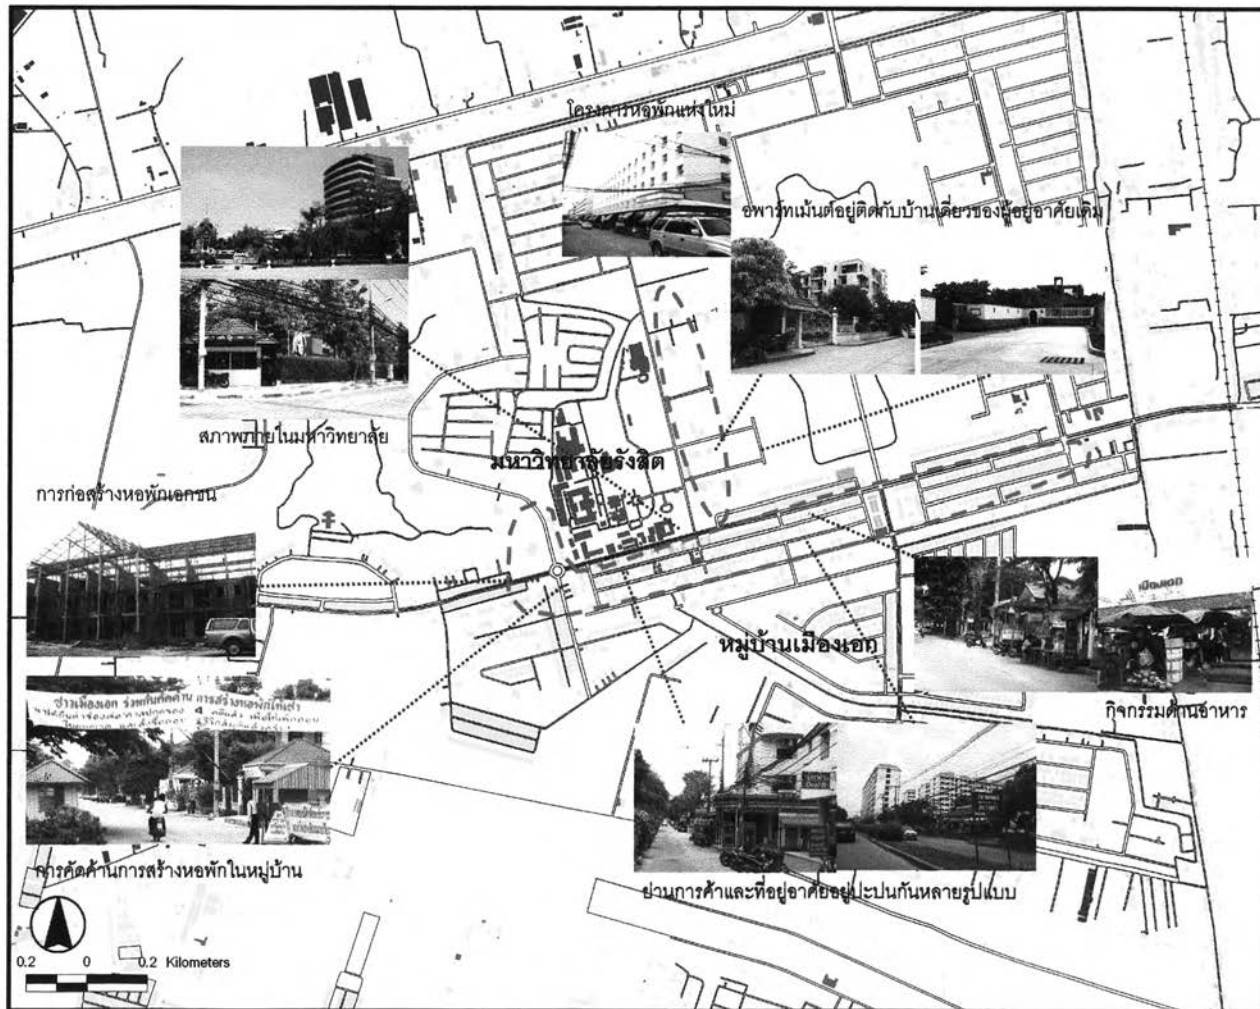 โครงการหอพักแห่งใหม่
อพาร์ทเม้นต์อยู่ติดกับบ้านเดี่ยวของผู้อยู่อาศัยเดิม
สภาพภายในมหาวิทยาลัย
มหาวิทยาลัยรังสิต
การก่อสร้างหอพักเอกชน
เมืองเอก
หมู่บ้านเมืองเอก
ชาวเมืองเอก ร่วมกันคัดค้าน การสร้างหอพักให้เช่า
กิจกรรมด้านอาหาร
การคัดค้านการสร้างหอพักในหมู่บ้าน
ย่านการค้าและที่อยู่อาศัยอยู่ปะปนกันหลายรูปแบบ
0.2 0 0.2 Kilometers